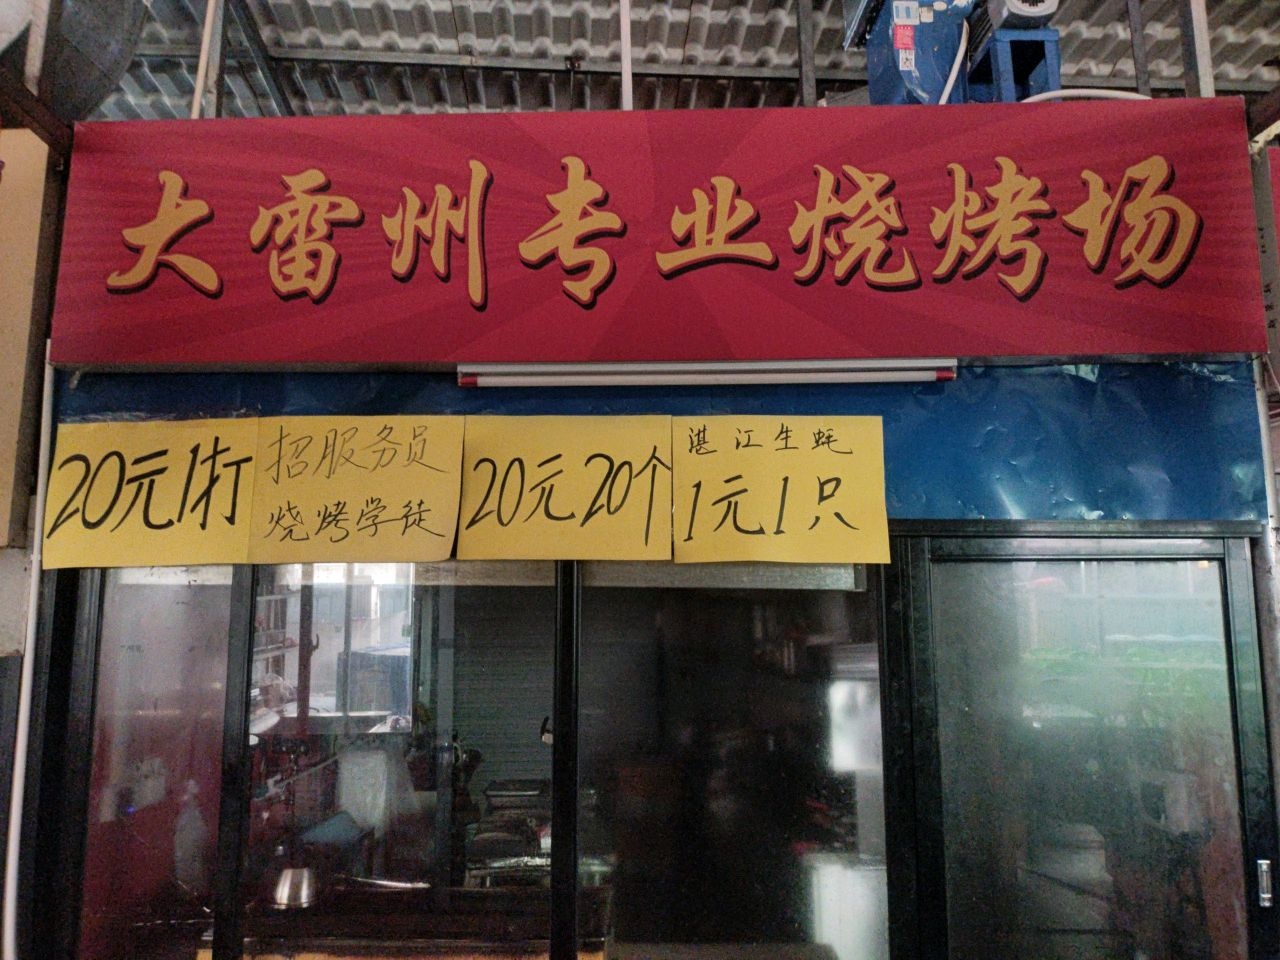 大雷州专业烧烤场
20元1打
招服务员
烧烤学徒
20元20个
湛江生蚝
1元1只